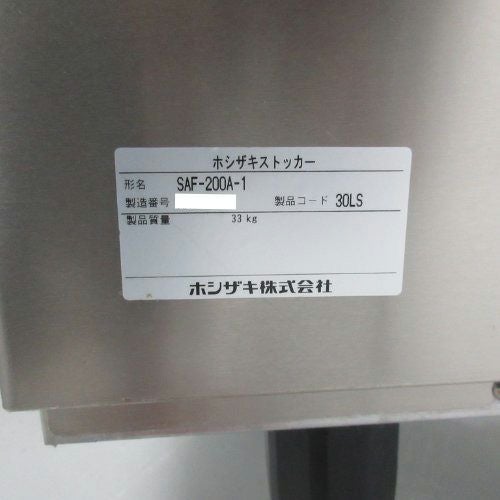 ホシザキストッカー
形名 SAF-200A-1
製造番号 製品コード 30LS
製品質量 33 kg
ホシザキ株式会社